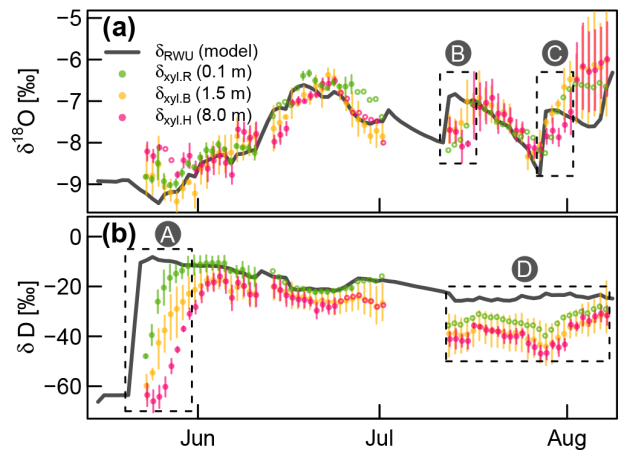 (a)
δRWU (model)
δxyl.R (0.1 m)
δxyl.B (1.5 m)
δxyl.H (8.0 m)
B
C
δ¹⁸O [‰]
−5
−6
−7
−8
−9
(b)
A
D
δ D [‰]
0
−20
−40
−60
Jun
Jul
Aug